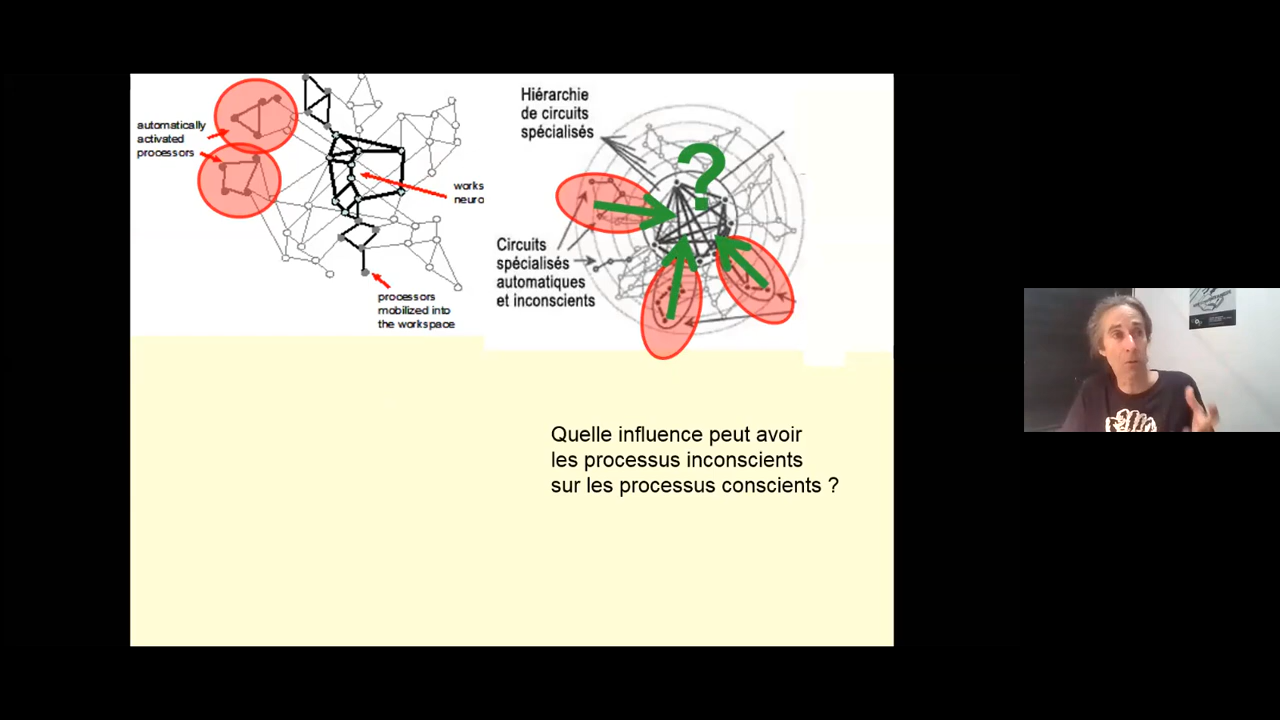 automatically
activated
processors
works
neuro
processors
mobilized into
the workspace
Hiérarchie
de circuits
spécialisés
?
Circuits
spécialisés
automatiques
et inconscients
Quelle influence peut avoir
les processus inconscients
sur les processus conscients ?